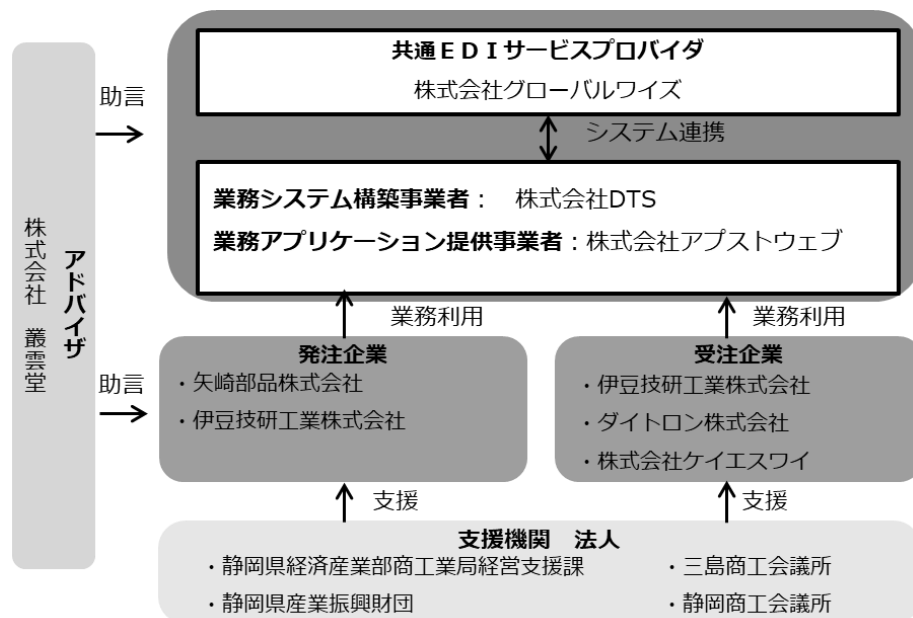 共通ＥＤＩサービスプロバイダ
株式会社グローバルワイズ
助言
システム連携
業務システム構築事業者： 株式会社DTS
業務アプリケーション提供事業者：株式会社アプストウェブ
アドバイザ
株式会社 叢雲堂
業務利用
業務利用
発注企業
・矢崎部品株式会社
・伊豆技研工業株式会社
受注企業
・伊豆技研工業株式会社
・ダイトロン株式会社
・株式会社ケイエスワイ
助言
支援
支援
支援機関 法人
・静岡県経済産業部商工業局経営支援課
・静岡県産業振興財団
・三島商工会議所
・静岡商工会議所